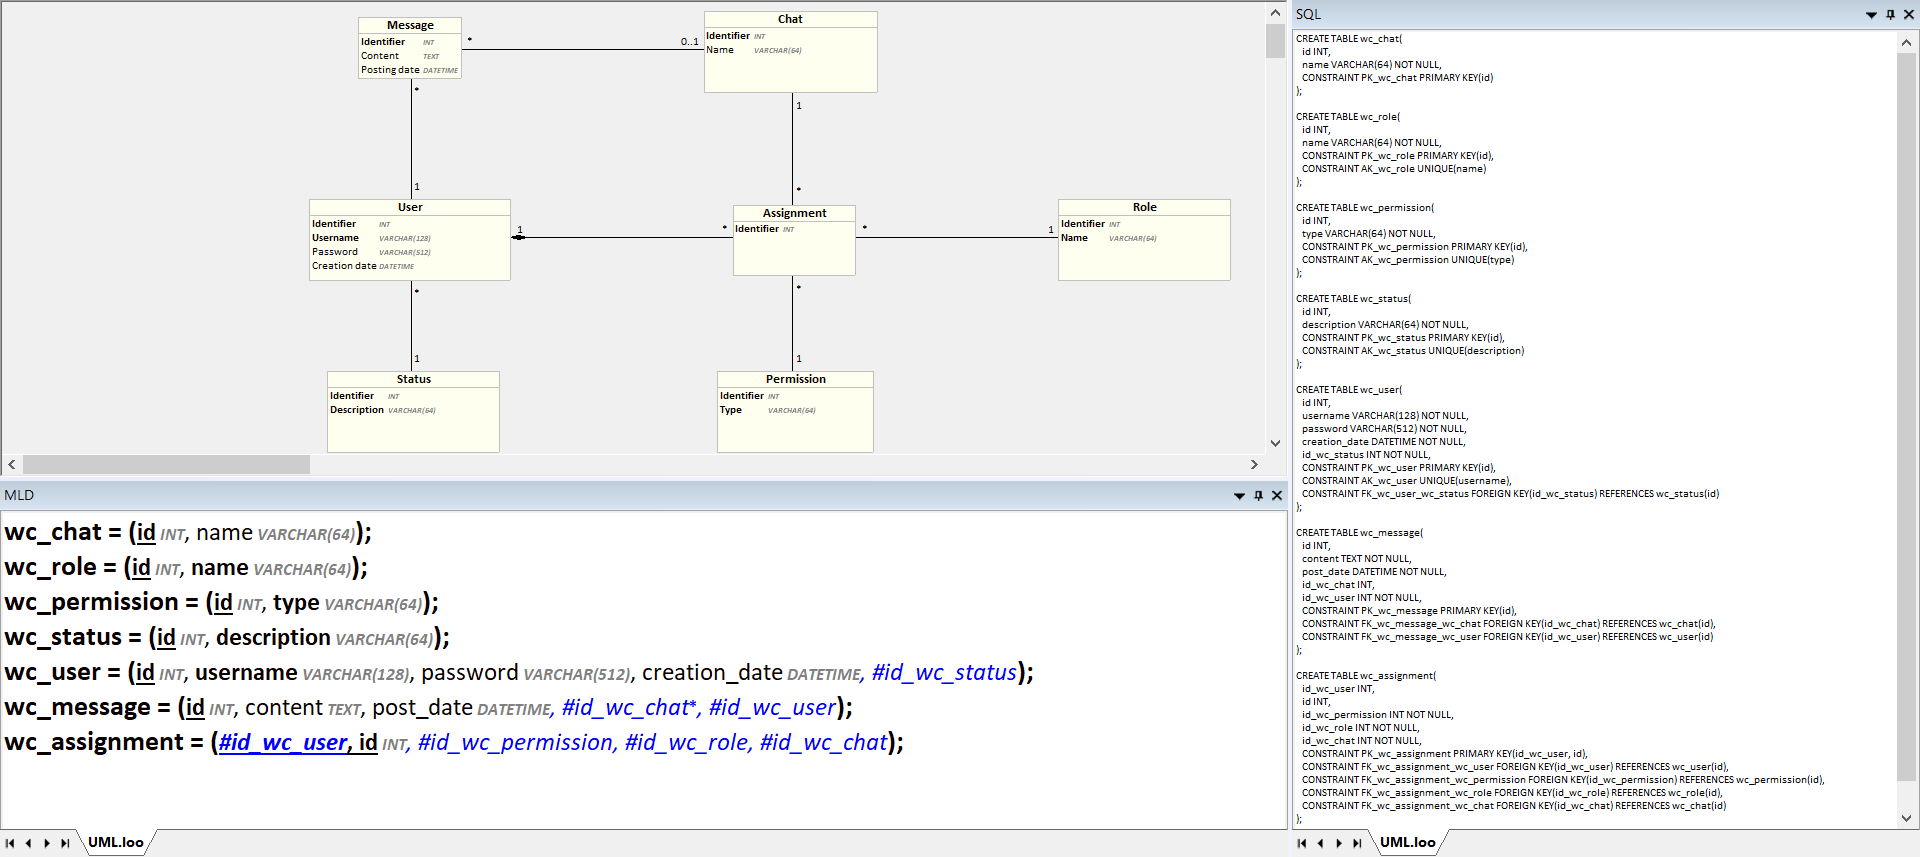 Message
Identifier INT
Content TEXT
Posting date DATETIME
*
0..1
Chat
Identifier INT
Name VARCHAR(64)
*
1
1
*
User
Identifier INT
Username VARCHAR(128)
Password VARCHAR(512)
Creation date DATETIME
1
*
Assignment
Identifier INT
*
1
Role
Identifier INT
Name VARCHAR(64)
*
1
*
1
Status
Identifier INT
Description VARCHAR(64)
Permission
Identifier INT
Type VARCHAR(64)
MLD
wc_chat = (id INT, name VARCHAR(64));
wc_role = (id INT, name VARCHAR(64));
wc_permission = (id INT, type VARCHAR(64));
wc_status = (id INT, description VARCHAR(64));
wc_user = (id INT, username VARCHAR(128), password VARCHAR(512), creation_date DATETIME, #id_wc_status);
wc_message = (id INT, content TEXT, post_date DATETIME, #id_wc_chat*, #id_wc_user);
wc_assignment = (#id_wc_user, id INT, #id_wc_permission, #id_wc_role, #id_wc_chat);
UML.loo
SQL
CREATE TABLE wc_chat(
id INT,
name VARCHAR(64) NOT NULL,
CONSTRAINT PK_wc_chat PRIMARY KEY(id)
);
CREATE TABLE wc_role(
id INT,
name VARCHAR(64) NOT NULL,
CONSTRAINT PK_wc_role PRIMARY KEY(id),
CONSTRAINT AK_wc_role UNIQUE(name)
);
CREATE TABLE wc_permission(
id INT,
type VARCHAR(64) NOT NULL,
CONSTRAINT PK_wc_permission PRIMARY KEY(id),
CONSTRAINT AK_wc_permission UNIQUE(type)
);
CREATE TABLE wc_status(
id INT,
description VARCHAR(64) NOT NULL,
CONSTRAINT PK_wc_status PRIMARY KEY(id),
CONSTRAINT AK_wc_status UNIQUE(description)
);
CREATE TABLE wc_user(
id INT,
username VARCHAR(128) NOT NULL,
password VARCHAR(512) NOT NULL,
creation_date DATETIME NOT NULL,
id_wc_status INT NOT NULL,
CONSTRAINT PK_wc_user PRIMARY KEY(id),
CONSTRAINT AK_wc_user UNIQUE(username),
CONSTRAINT FK_wc_user_wc_status FOREIGN KEY(id_wc_status) REFERENCES wc_status(id)
);
CREATE TABLE wc_message(
id INT,
content TEXT NOT NULL,
post_date DATETIME NOT NULL,
id_wc_chat INT,
id_wc_user INT NOT NULL,
CONSTRAINT PK_wc_message PRIMARY KEY(id),
CONSTRAINT FK_wc_message_wc_chat FOREIGN KEY(id_wc_chat) REFERENCES wc_chat(id),
CONSTRAINT FK_wc_message_wc_user FOREIGN KEY(id_wc_user) REFERENCES wc_user(id)
);
CREATE TABLE wc_assignment(
id_wc_user INT,
id INT,
id_wc_permission INT NOT NULL,
id_wc_role INT NOT NULL,
id_wc_chat INT NOT NULL,
CONSTRAINT PK_wc_assignment PRIMARY KEY(id_wc_user, id),
CONSTRAINT FK_wc_assignment_wc_user FOREIGN KEY(id_wc_user) REFERENCES wc_user(id),
CONSTRAINT FK_wc_assignment_wc_permission FOREIGN KEY(id_wc_permission) REFERENCES wc_permission(id),
CONSTRAINT FK_wc_assignment_wc_role FOREIGN KEY(id_wc_role) REFERENCES wc_role(id),
CONSTRAINT FK_wc_assignment_wc_chat FOREIGN KEY(id_wc_chat) REFERENCES wc_chat(id)
);
UML.loo